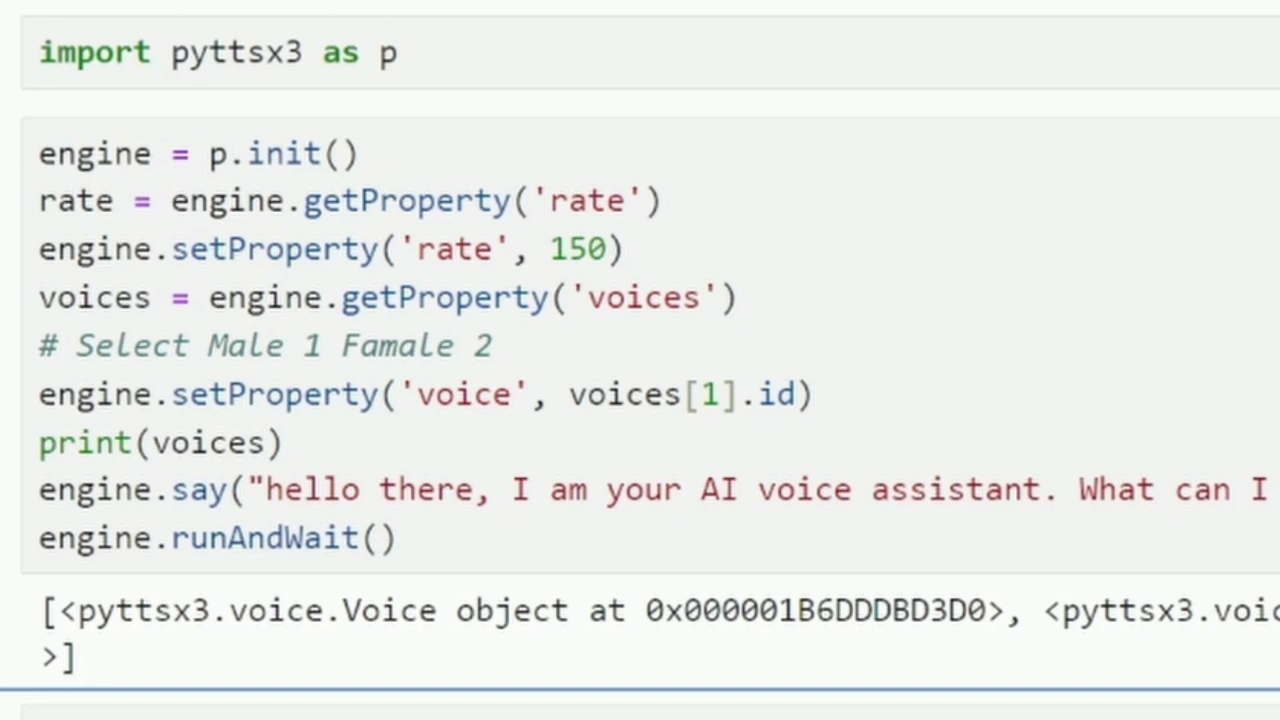 import pyttsx3 as p
engine = p.init()
rate = engine.getProperty('rate')
engine.setProperty('rate', 150)
voices = engine.getProperty('voices')
# Select Male 1 Famale 2
engine.setProperty('voice', voices[1].id)
print(voices)
engine.say("hello there, I am your AI voice assistant. What can I
engine.runAndWait()
[<pyttsx3.voice.Voice object at 0x000001B6DDDBD3D0>, <pyttsx3.voic
>]